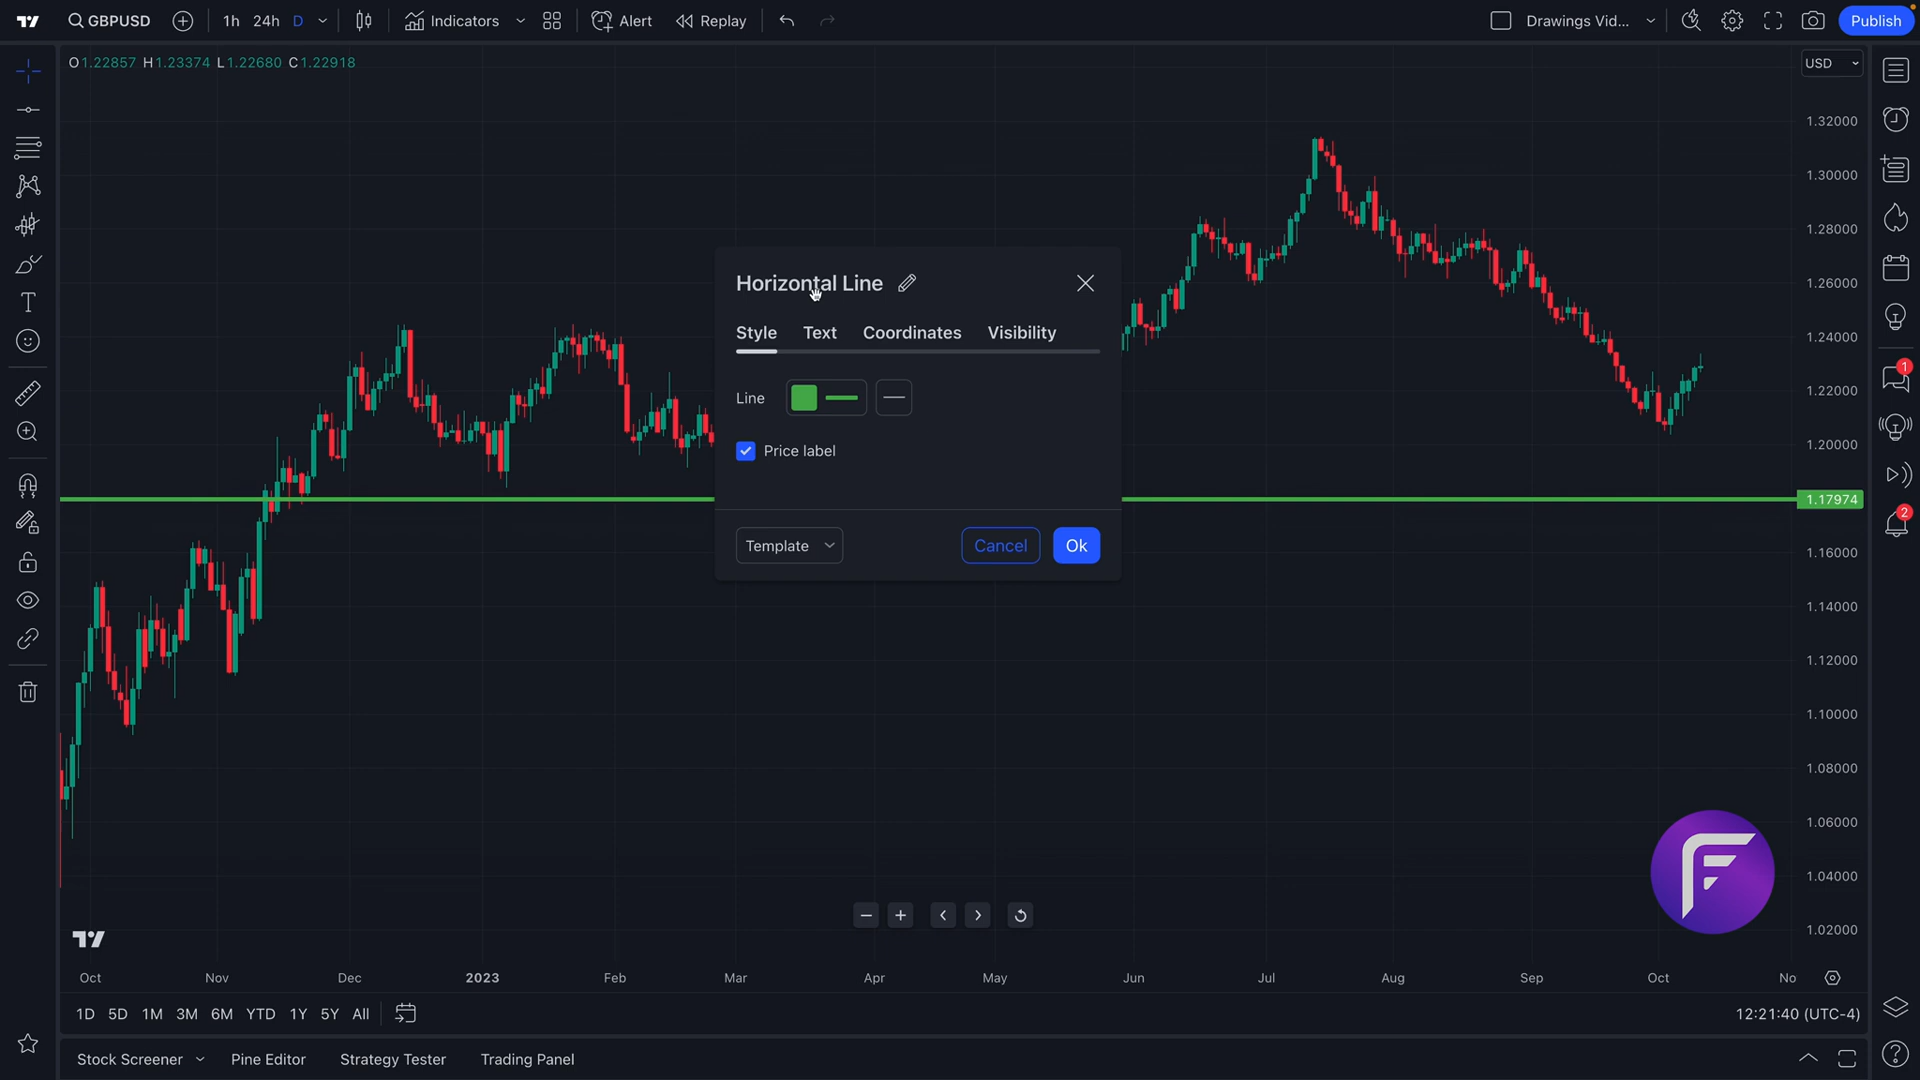 GBPUSD 1h 24h D Indicators Alert Replay Drawings Vid... Publish
O1.22857 H1.23374 L1.22680 C1.22918
USD
1.32000
1.30000
1.28000
1.26000
1.24000
1.22000
1.20000
1.17974
1.16000
1.14000
1.12000
1.10000
1.08000
1.06000
1.04000
1.02000
1
2
Horizontal Line
Style Text Coordinates Visibility
Line
Price label
Template Cancel Ok
Oct Nov Dec 2023 Feb Mar Apr May Jun Jul Aug Sep Oct No
1D 5D 1M 3M 6M YTD 1Y 5Y All 12:21:40 (UTC-4)
Stock Screener Pine Editor Strategy Tester Trading Panel